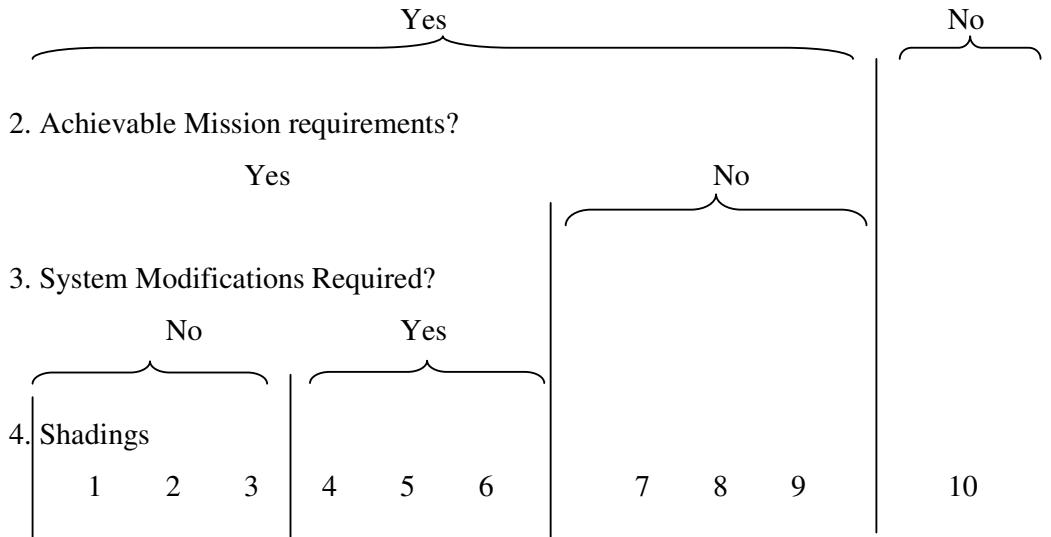 Yes No
2. Achievable Mission requirements?
Yes No
3. System Modifications Required?
No Yes
4. Shadings
1 2 3 4 5 6 7 8 9 10